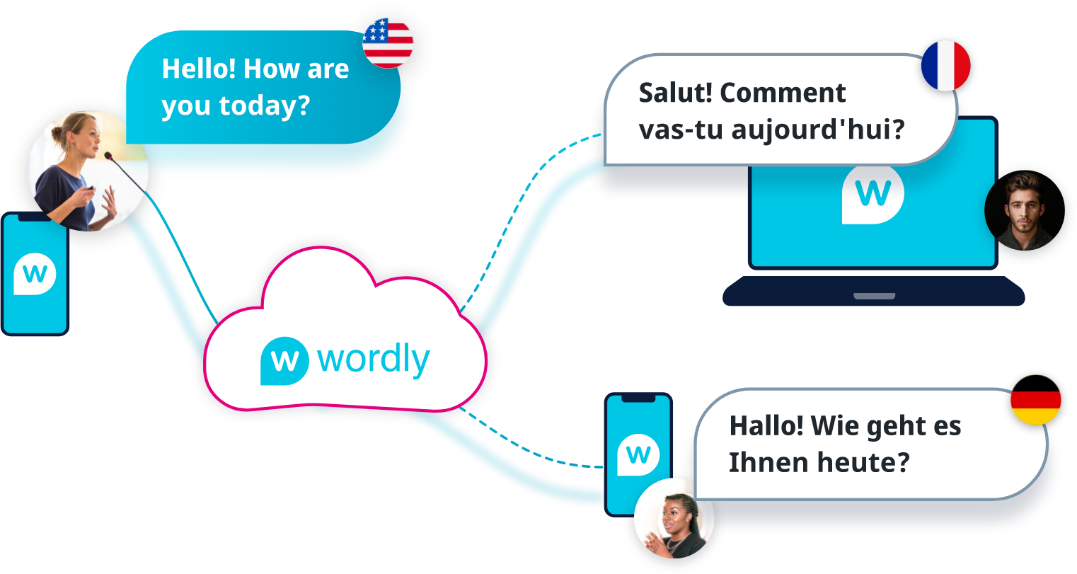 Hello! How are
you today?
Salut! Comment
vas-tu aujourd'hui?
w
w
w wordly
w
Hallo! Wie geht es
Ihnen heute?